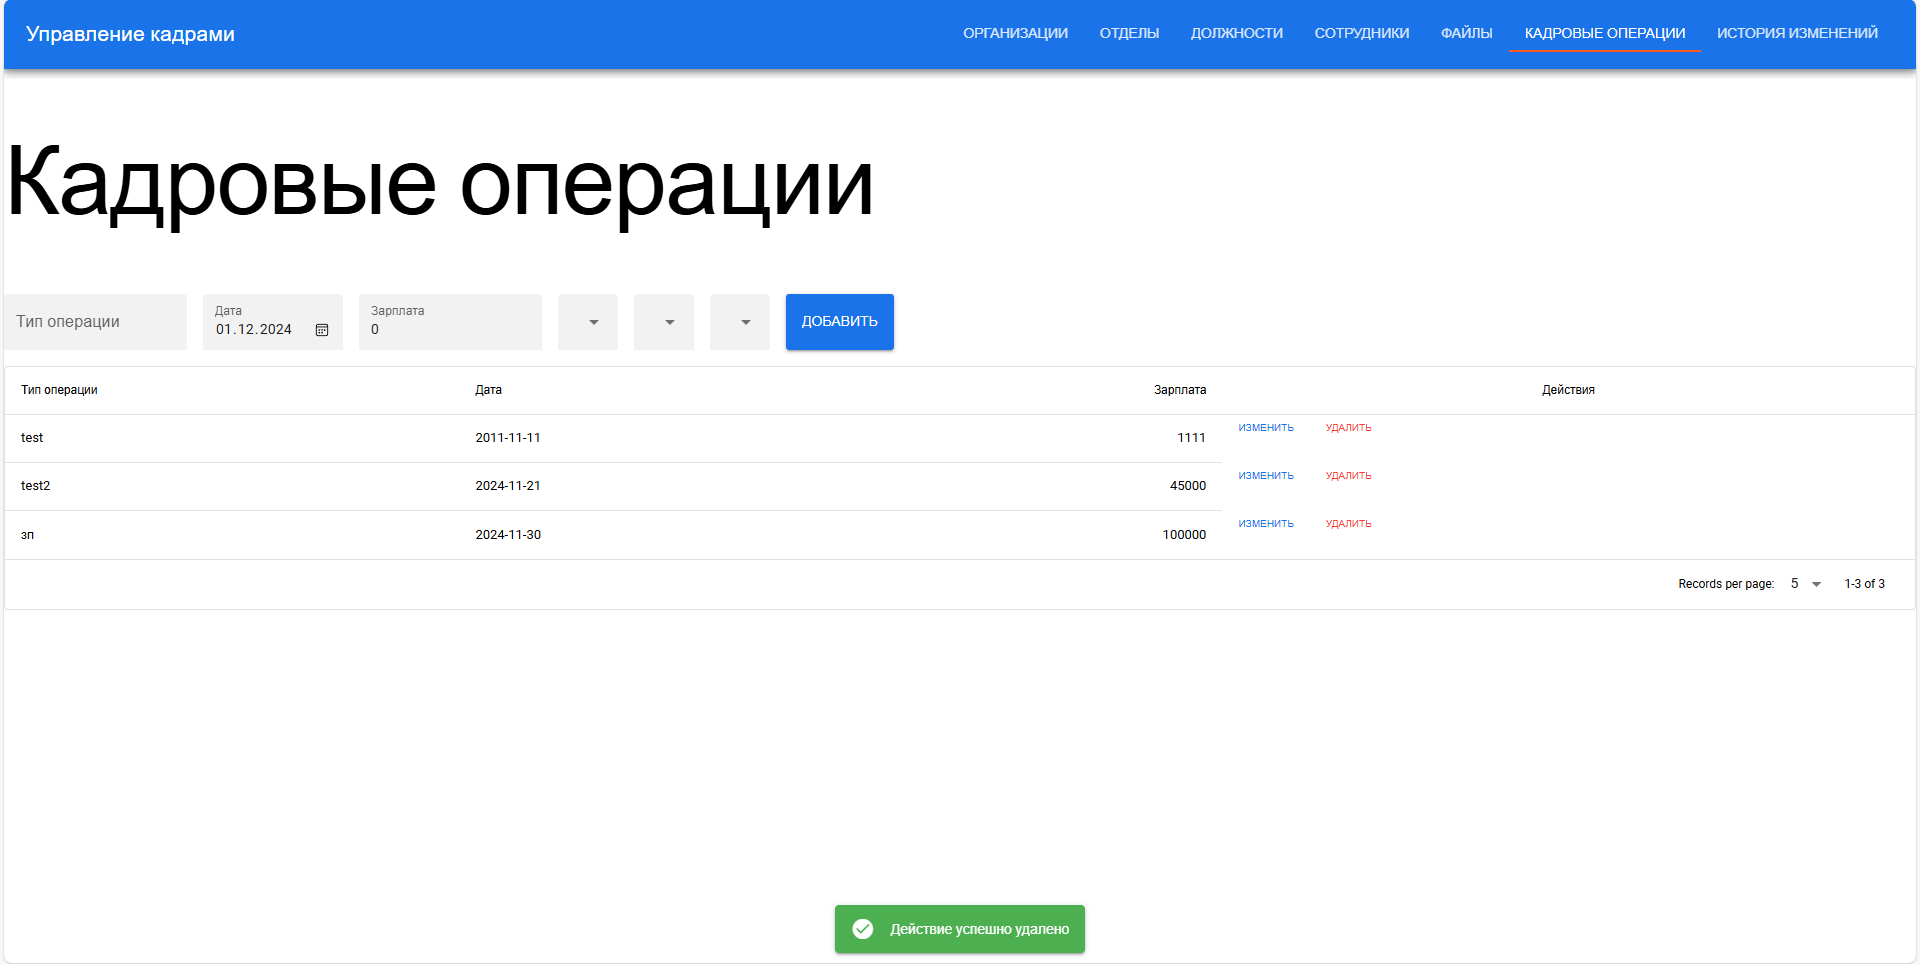 Управление кадрами
ОРГАНИЗАЦИИ ОТДЕЛЫ ДОЛЖНОСТИ СОТРУДНИКИ ФАЙЛЫ КАДРОВЫЕ ОПЕРАЦИИ ИСТОРИЯ ИЗМЕНЕНИЙ
Кадровые операции
Тип операции
Дата
01.12.2024
Зарплата
0
ДОБАВИТЬ
Тип операции Дата Зарплата Действия
test 2011-11-11 1111 ИЗМЕНИТЬ УДАЛИТЬ
test2 2024-11-21 45000 ИЗМЕНИТЬ УДАЛИТЬ
зп 2024-11-30 100000 ИЗМЕНИТЬ УДАЛИТЬ
Records per page: 5 1-3 of 3
Действие успешно удалено